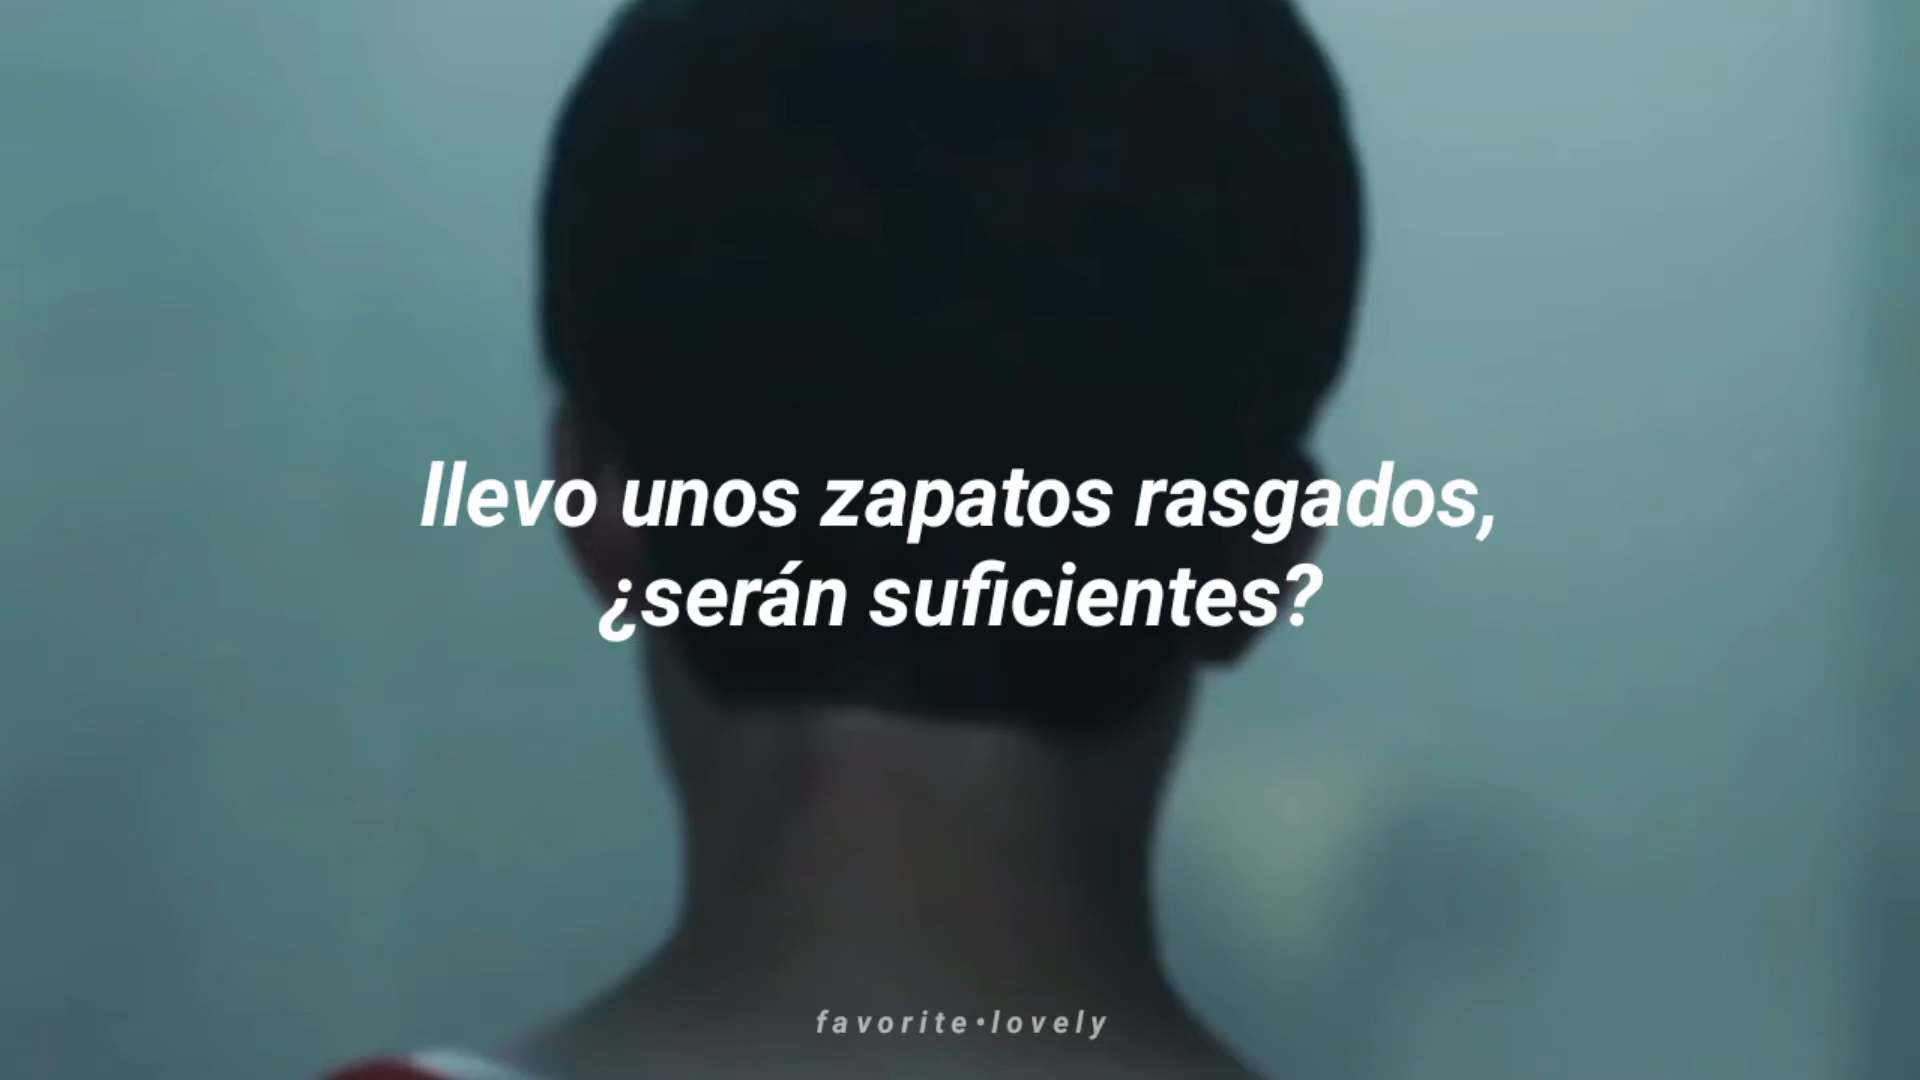 llevo unos zapatos rasgados,
¿serán suficientes?
favorite•lovely